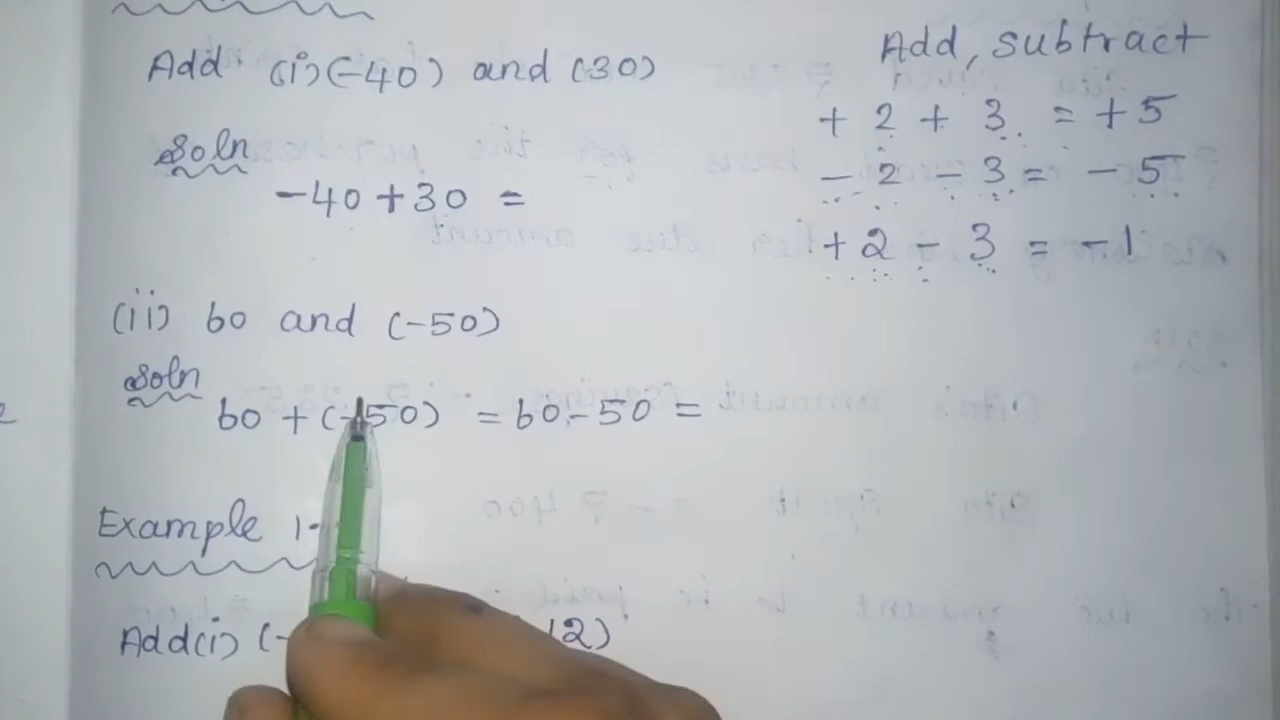 Add (i) (-40) and (30)
Soln
-40 + 30 =
(ii) 60 and (-50)
Soln
60 + (-50) = 60 - 50 =
Example 1-
Add (i) (- 12)
Add, subtract
+ 2 + 3 = +5
- 2 - 3 = - 5
+ 2 - 3 = -1